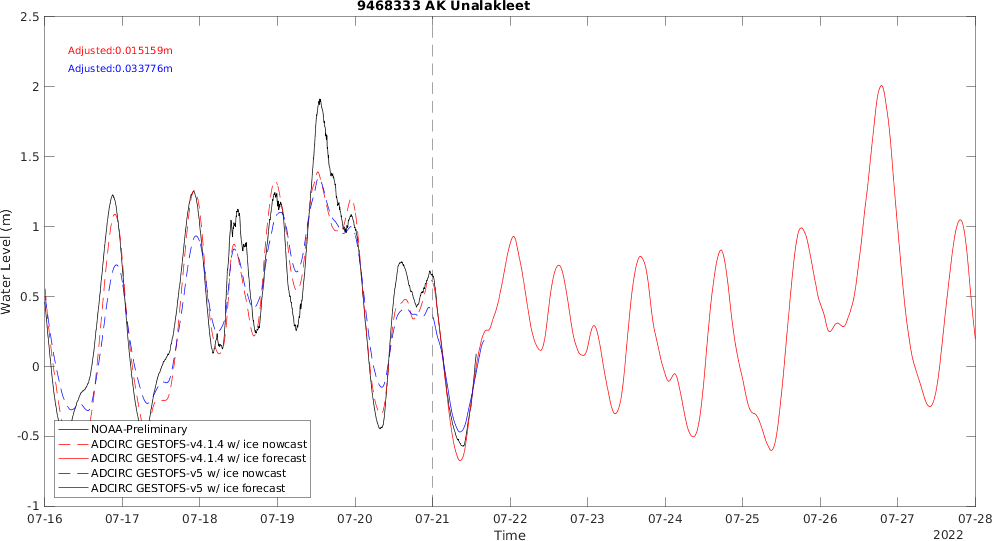 9468333 AK Unalakleet
Adjusted:0.015159m
Adjusted:0.033776m
Water Level (m)
2.5
2
1.5
1
0.5
0
-0.5
-1
NOAA-Preliminary
ADCIRC GESTOFS-v4.1.4 w/ ice nowcast
ADCIRC GESTOFS-v4.1.4 w/ ice forecast
ADCIRC GESTOFS-v5 w/ ice nowcast
ADCIRC GESTOFS-v5 w/ ice forecast
07-16 07-17 07-18 07-19 07-20 07-21 07-22 07-23 07-24 07-25 07-26 07-27 07-28
Time
2022